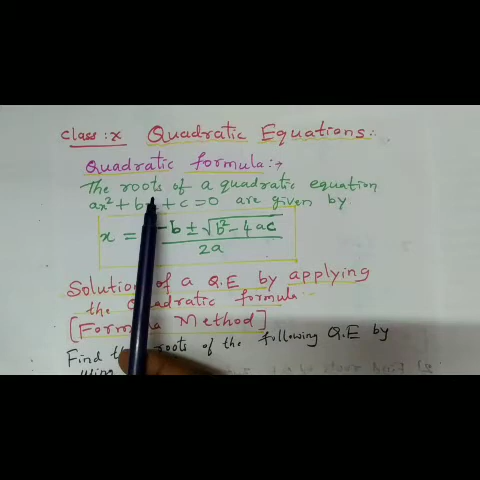 Class:X Quadratic Equations:
Quadratic formula:→
The roots of a quadratic equation
ax² + b + c = 0 are given by
x = -b ± √b² - 4ac / 2a
Solution of a Q.E by applying
the Quadratic formula
[Formula Method]
Find the roots of the following Q.E by